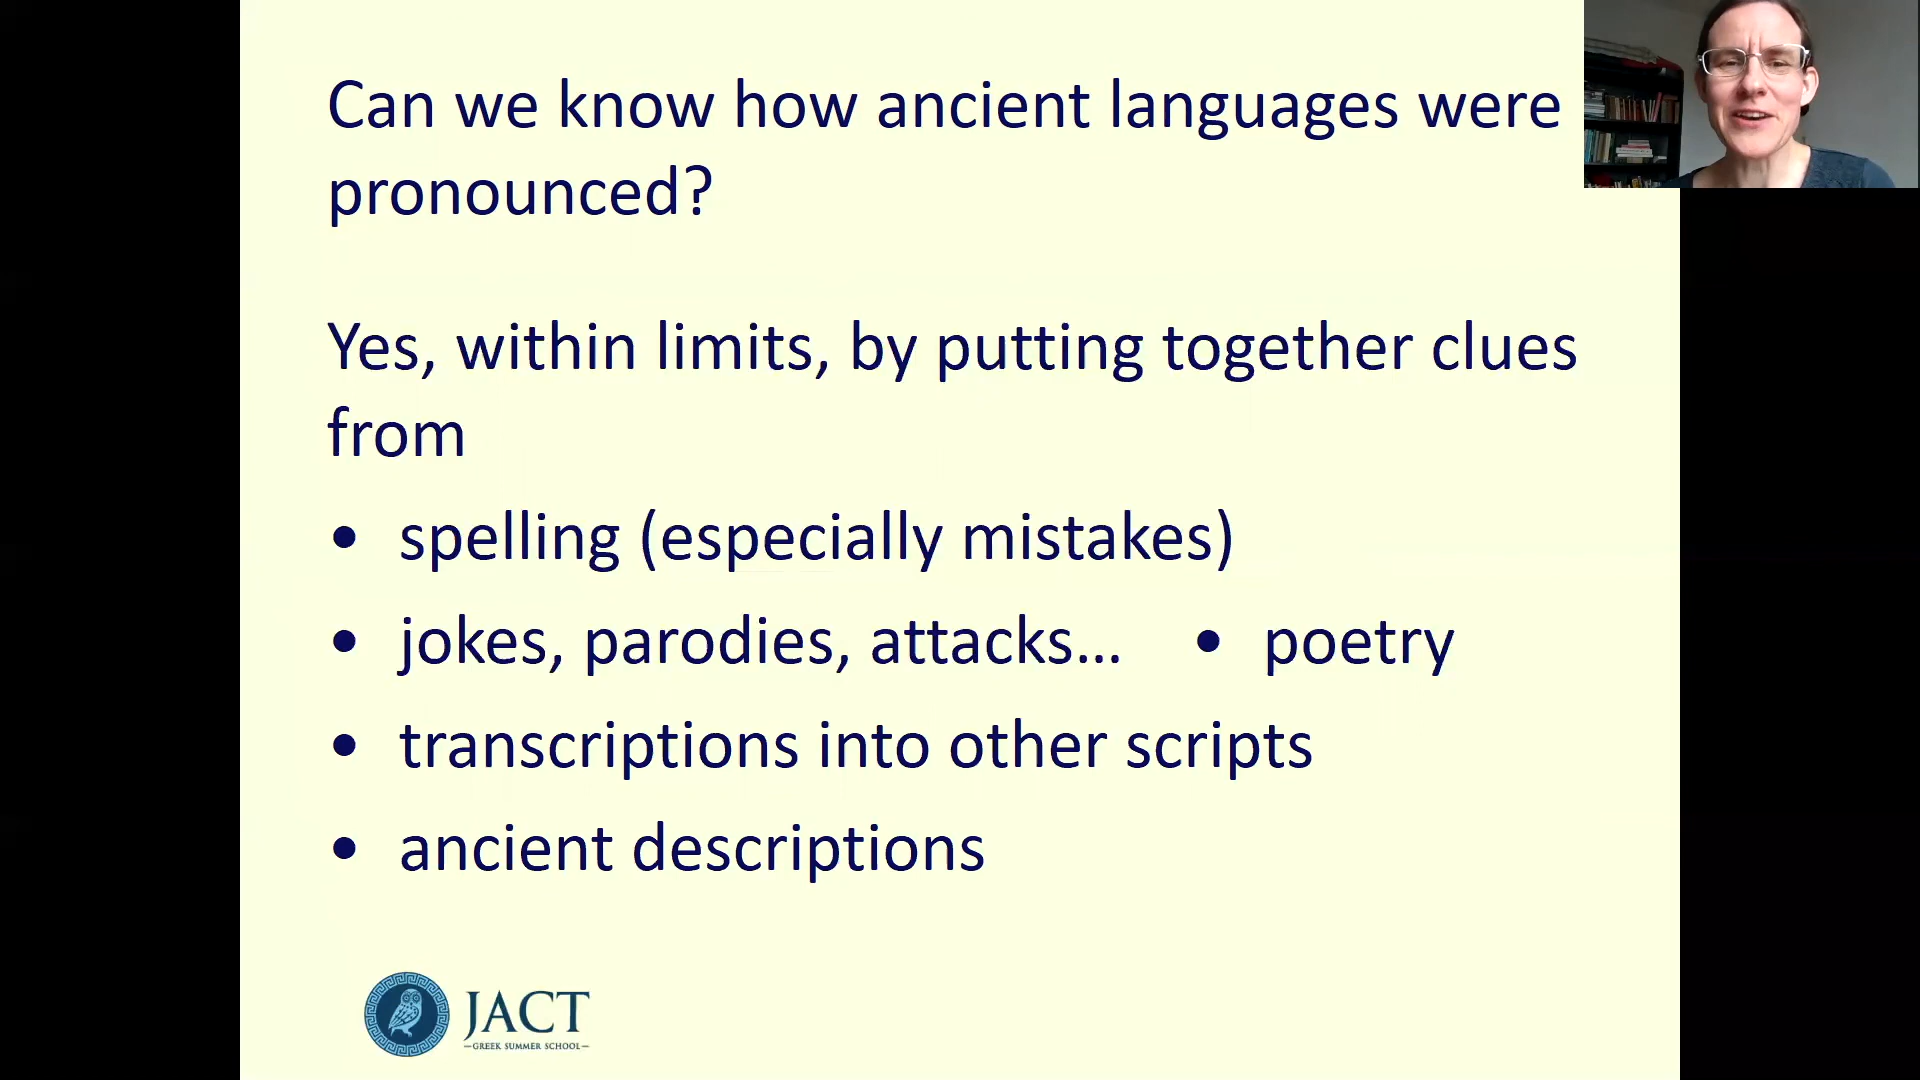 Can we know how ancient languages were
pronounced?
Yes, within limits, by putting together clues
from
• spelling (especially mistakes)
• jokes, parodies, attacks… • poetry
• transcriptions into other scripts
• ancient descriptions
JACT
—GREEK SUMMER SCHOOL—